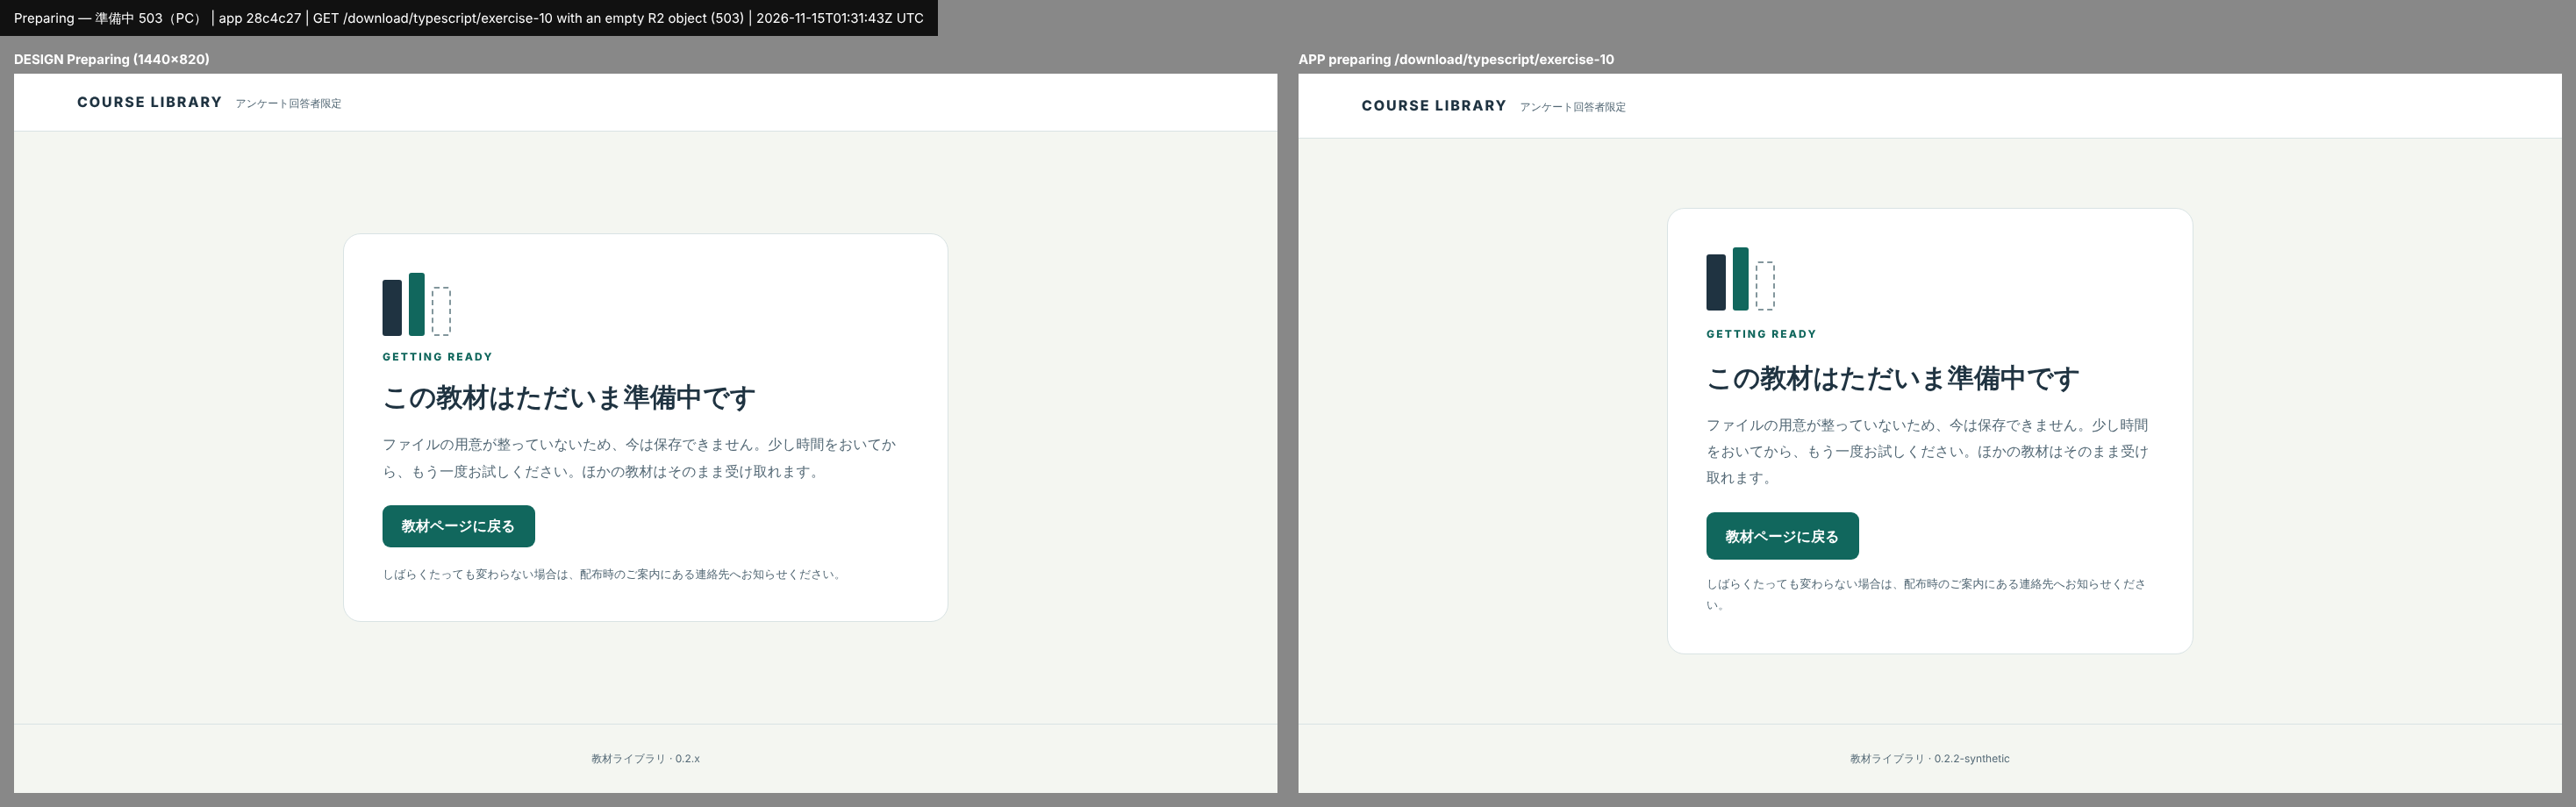 Preparing — 準備中 503（PC） | app 28c4c27 | GET /download/typescript/exercise-10 with an empty R2 object (503) | 2026-11-15T01:31:43Z UTC
DESIGN Preparing (1440×820)
COURSE LIBRARY アンケート回答者限定
GETTING READY
この教材はただいま準備中です
ファイルの用意が整っていないため、今は保存できません。少し時間をおいてか
ら、もう一度お試しください。ほかの教材はそのまま受け取れます。
教材ページに戻る
しばらくたっても変わらない場合は、配布時のご案内にある連絡先へお知らせください。
教材ライブラリ · 0.2.x
APP preparing /download/typescript/exercise-10
COURSE LIBRARY アンケート回答者限定
GETTING READY
この教材はただいま準備中です
ファイルの用意が整っていないため、今は保存できません。少し時間
をおいてから、もう一度お試しください。ほかの教材はそのまま受け
取れます。
教材ページに戻る
しばらくたっても変わらない場合は、配布時のご案内にある連絡先へお知らせくださ
い。
教材ライブラリ · 0.2.2-synthetic